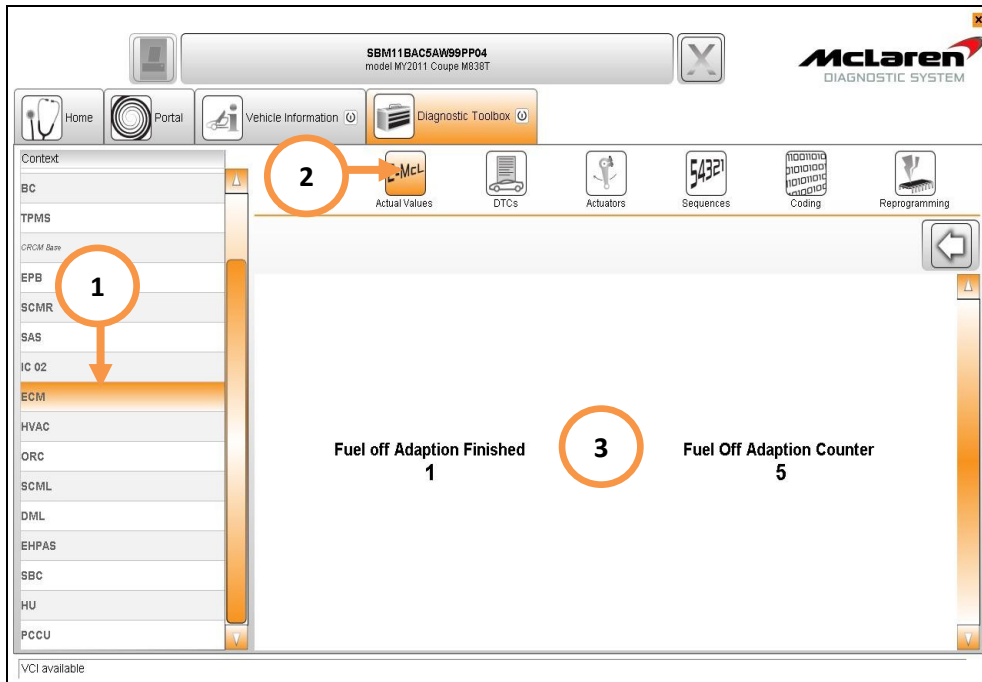 SBM11BAC5AW99PP04
model MY2011 Coupe M838T
McLaren
DIAGNOSTIC SYSTEM
Home
Portal
Vehicle Information
Diagnostic Toolbox
Context
BC
TPMS
CRCM Base
EPB
SCMR
SAS
IC 02
ECM
HVAC
ORC
SCML
DML
EHPAS
SBC
HU
PCCU
1
2
Actual Values
DTCs
Actuators
54321
Sequences
Coding
Reprogramming
Fuel off Adaption Finished
1
3
Fuel Off Adaption Counter
5
VCI available